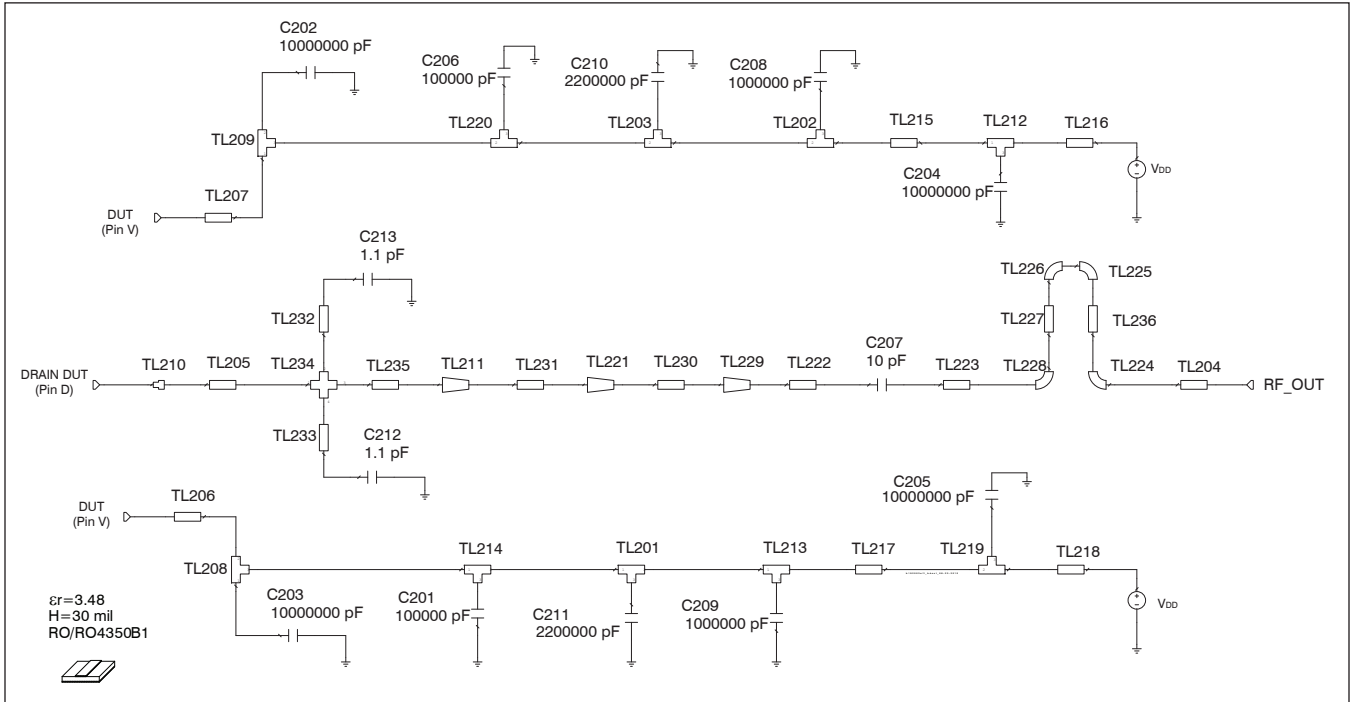 C202
10000000 pF
C206
100000 pF
C210
2200000 pF
C208
1000000 pF
TL209
TL220
TL203
TL202
TL215
TL212
TL216
C204
10000000 pF
VDD
TL207
DUT
(Pin V)
C213
1.1 pF
TL226
TL225
TL232
TL227
TL236
DRAIN DUT
(Pin D)
TL210
TL205
TL234
TL235
TL211
TL231
TL221
TL230
TL229
TL222
C207
10 pF
TL223
TL228
TL224
TL204
RF_OUT
TL233
C212
1.1 pF
C205
10000000 pF
DUT
(Pin V)
TL206
TL208
TL214
TL201
TL213
TL217
TL219
TL218
C203
10000000 pF
C201
100000 pF
C211
2200000 pF
C209
1000000 pF
VDD
εr=3.48
H=30 mil
RO/RO4350B1